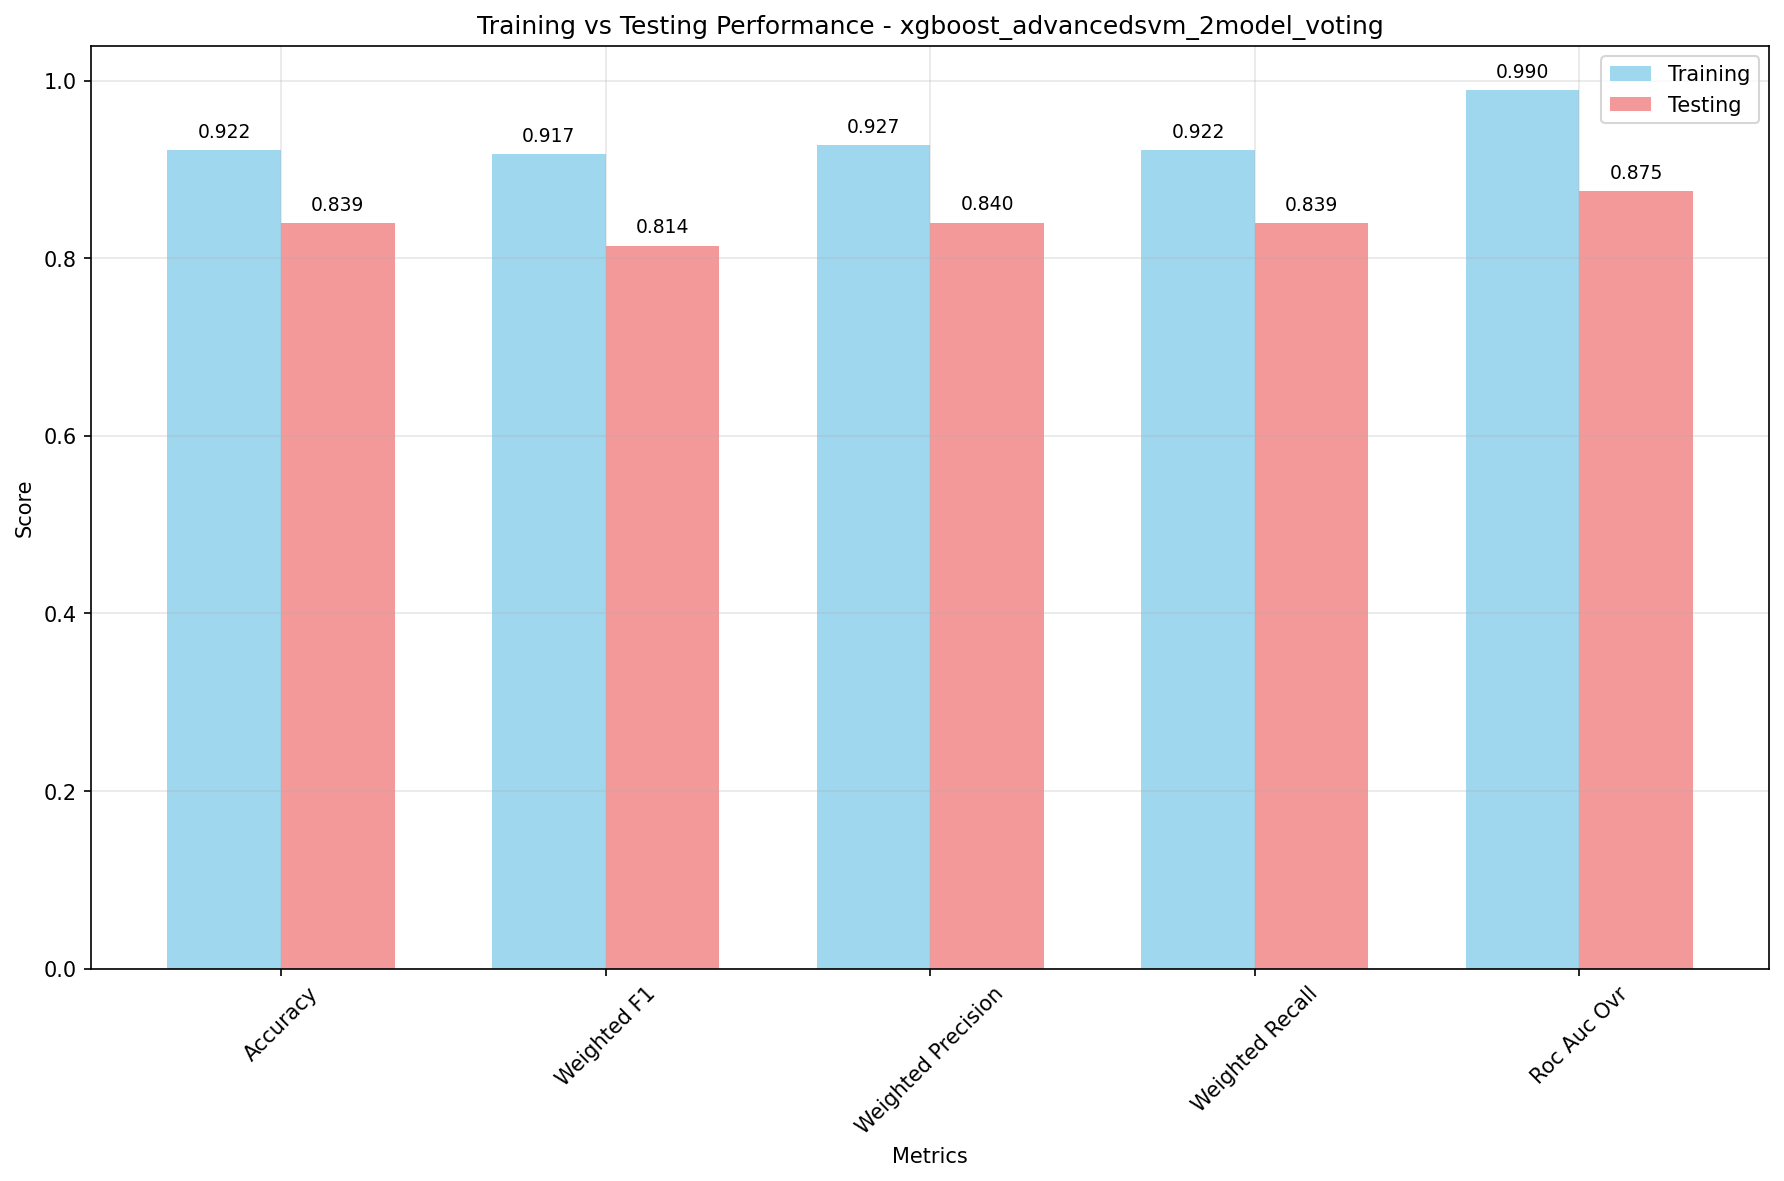 Training vs Testing Performance - xgboost_advancedsvm_2model_voting
Training
Testing
0.922
0.839
0.917
0.814
0.927
0.840
0.922
0.839
0.990
0.875
1.0
0.8
0.6
0.4
0.2
0.0
Score
Accuracy
Weighted F1
Weighted Precision
Weighted Recall
Roc Auc Ovr
Metrics